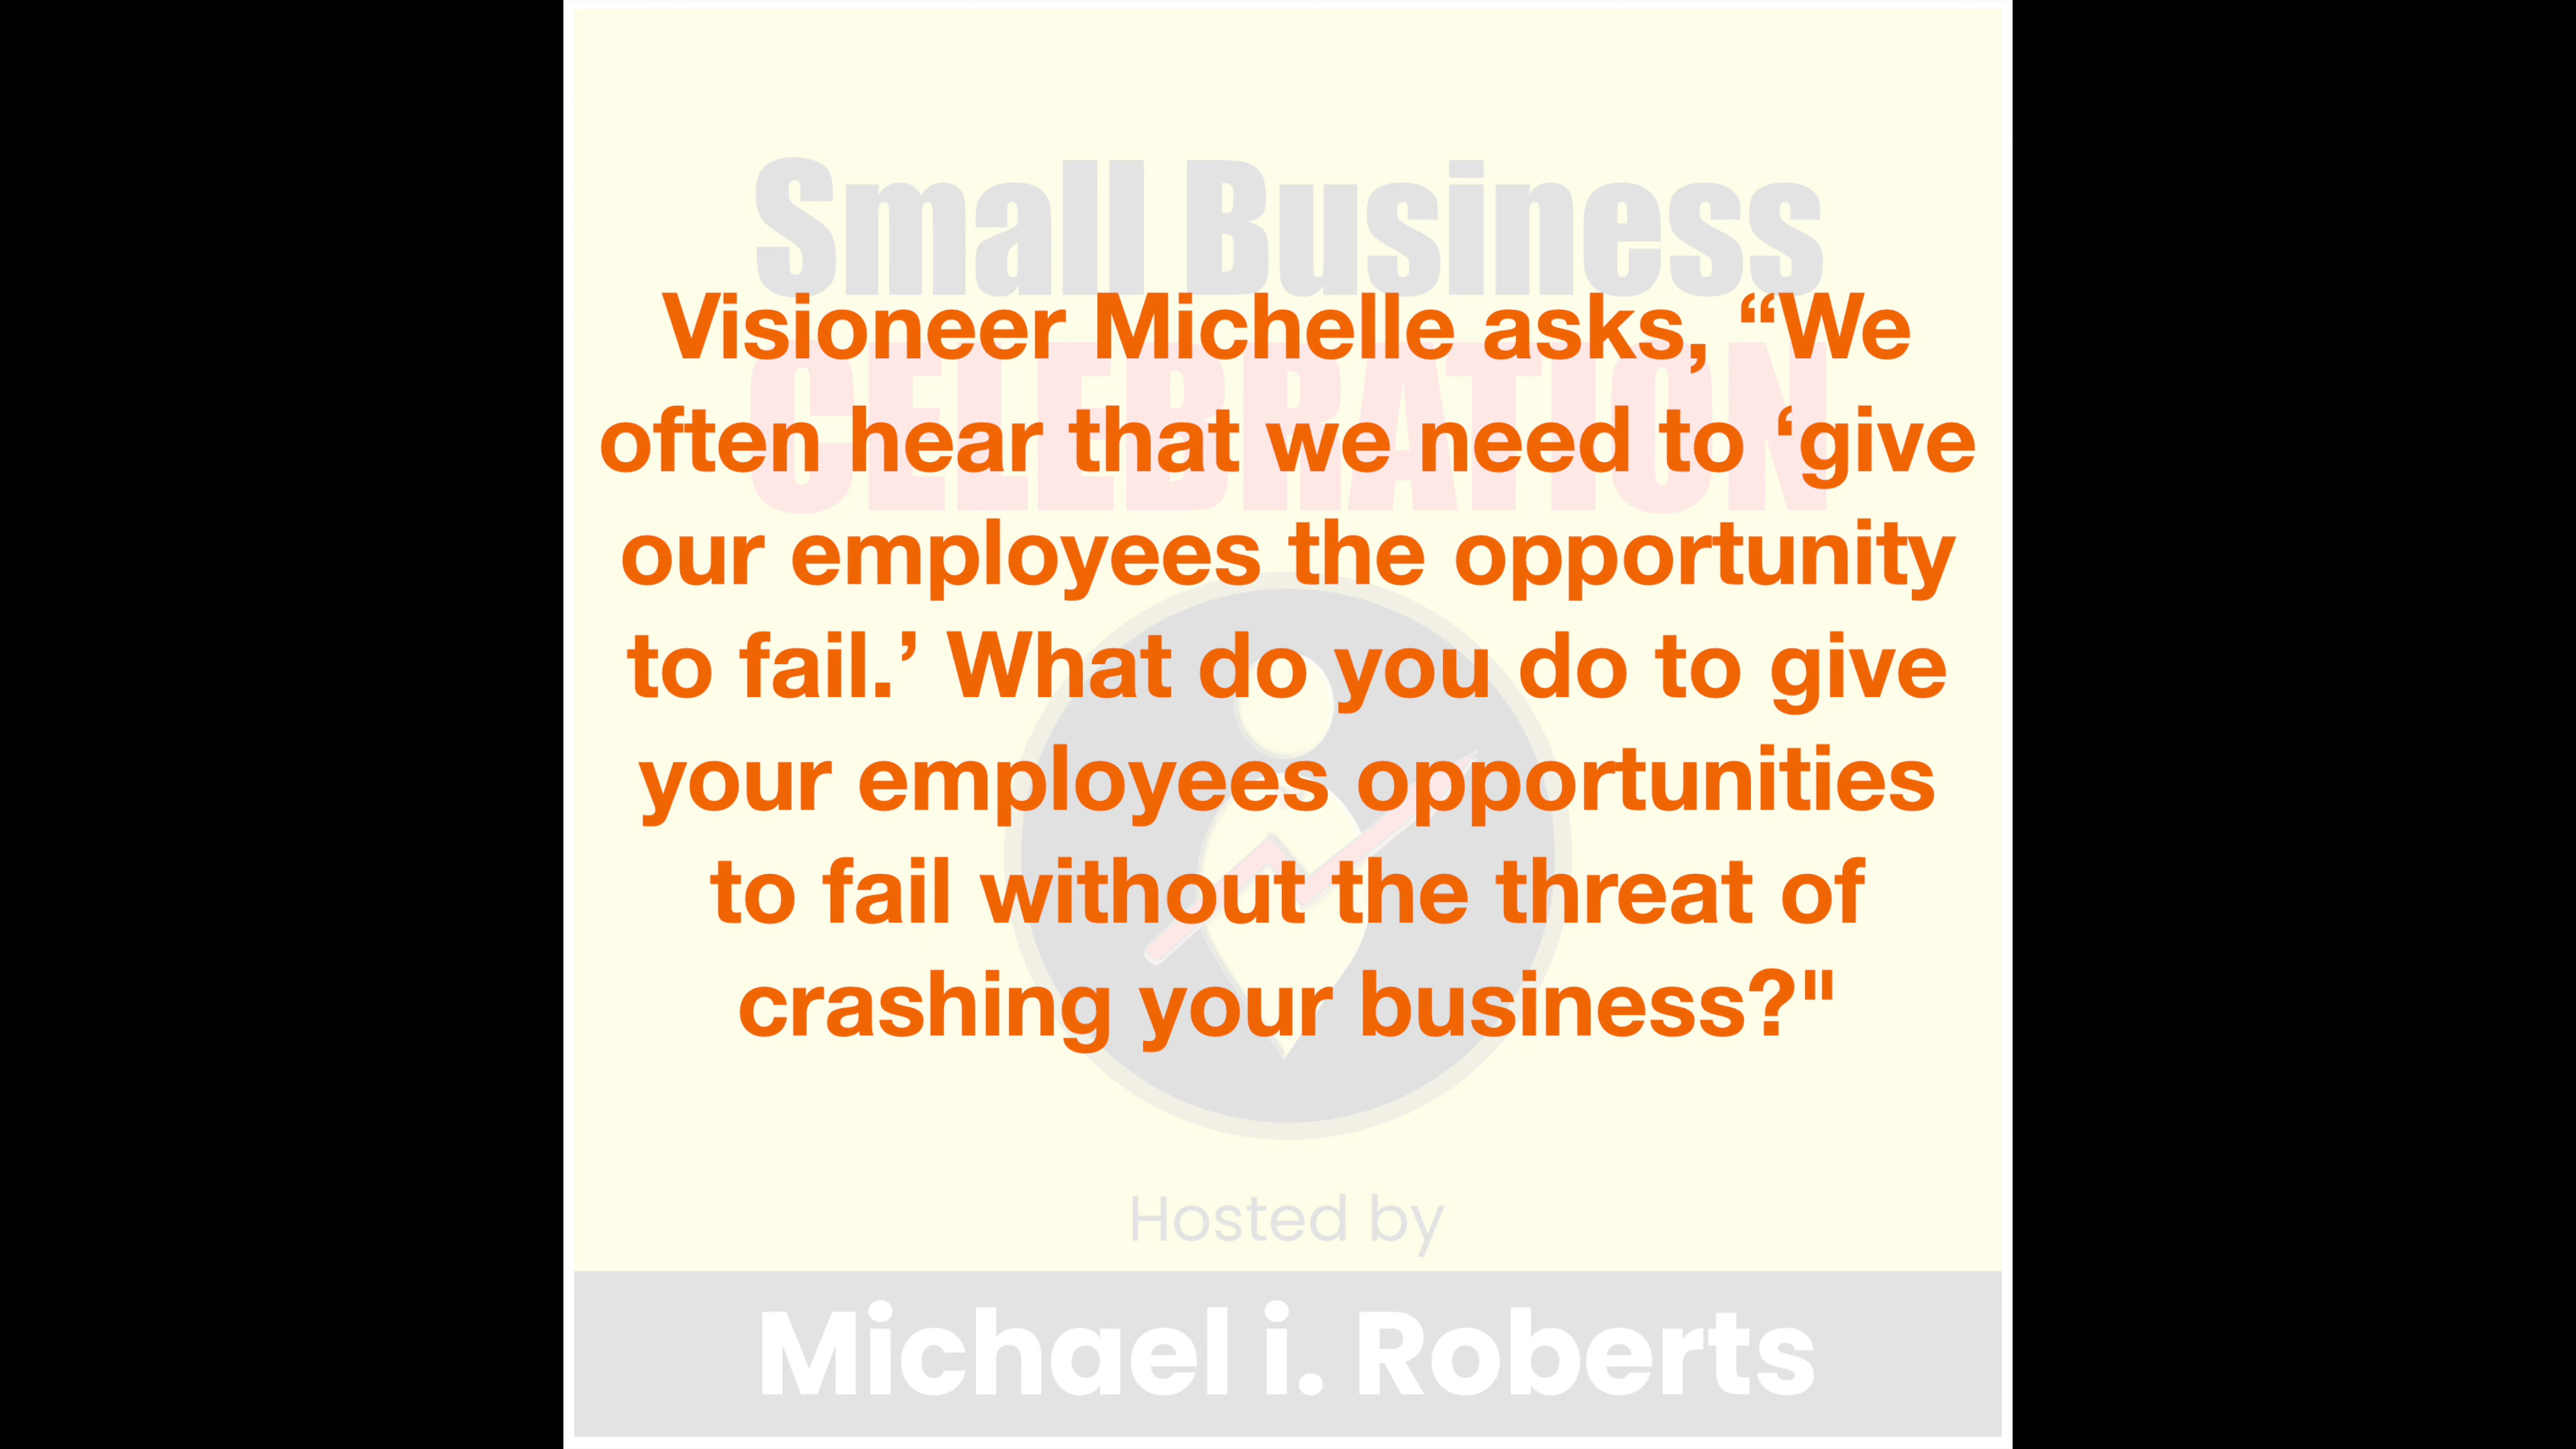 Small Business
CELEBRATION
Visioneer Michelle asks, “We
often hear that we need to ‘give
our employees the opportunity
to fail.’ What do you do to give
your employees opportunities
to fail without the threat of
crashing your business?"
Hosted by
Michael i. Roberts